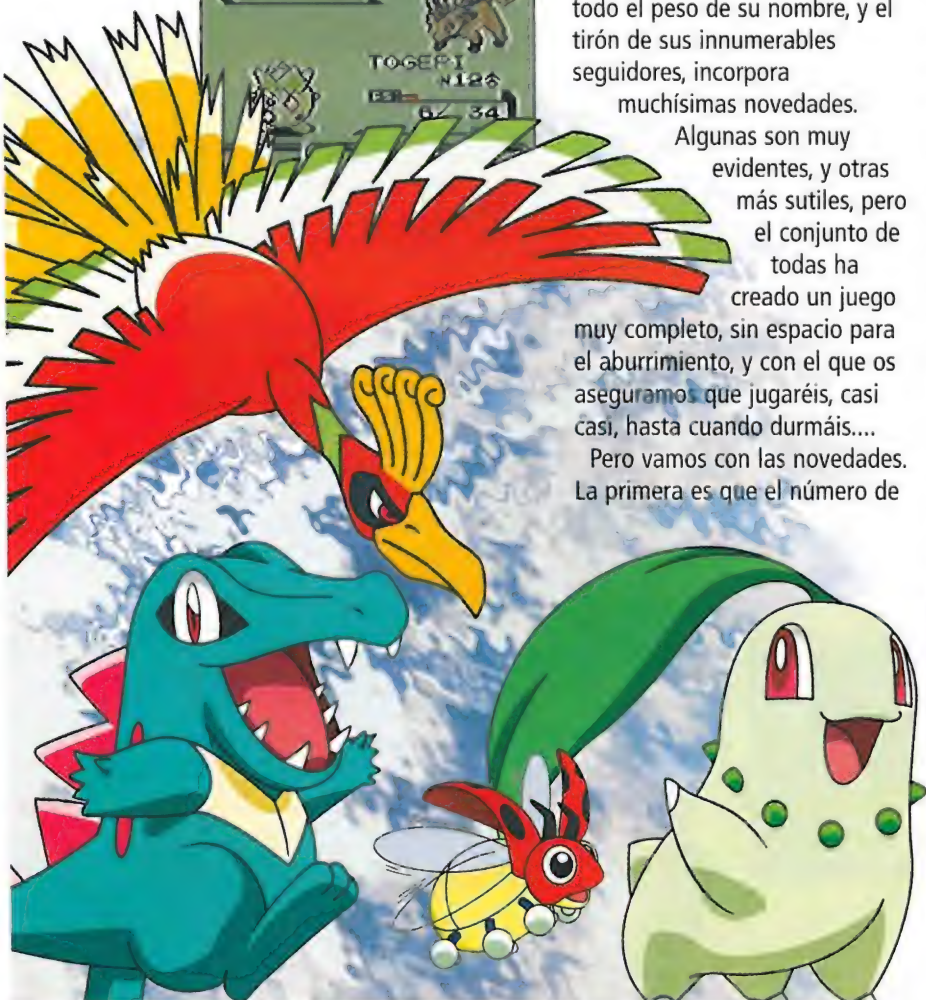 TOGEPI
N12♂
PS
6/ 34
todo el peso de su nombre, y el
tirón de sus innumerables
seguidores, incorpora
muchísimas novedades.
Algunas son muy
evidentes, y otras
más sutiles, pero
el conjunto de
todas ha
creado un juego
muy completo, sin espacio para
el aburrimiento, y con el que os
aseguramos que jugaréis, casi
casi, hasta cuando durmáis....
Pero vamos con las novedades.
La primera es que el número de